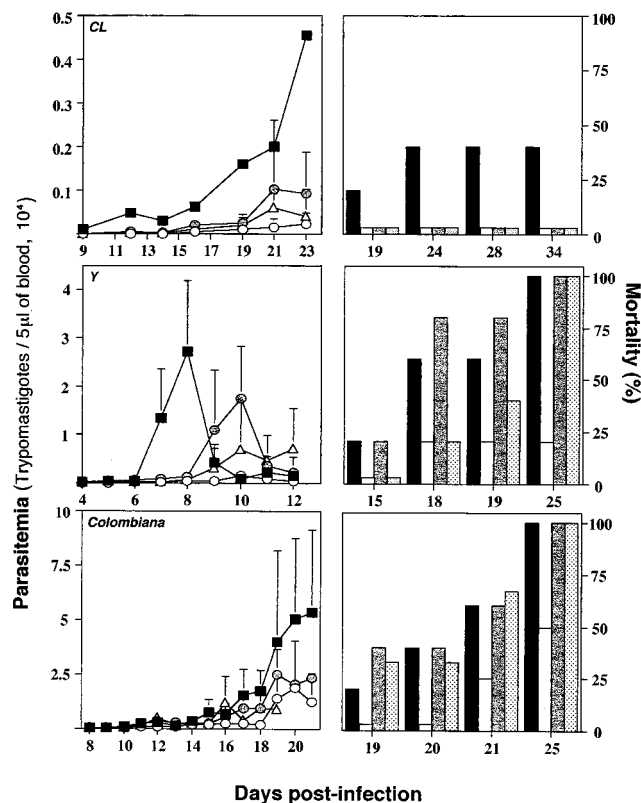 0.5
0.4
0.3
0.2
0.1
CL
9 11 13 15 16 19 21 23
100
75
50
25
0
19 24 28 34
4
3
2
1
Y
4 6 8 10 12
100
75
50
25
0
15 18 19 25
10
7.5
5
2.5
Colombiana
8 10 12 14 16 18 20
100
75
50
25
0
19 20 21 25
Parasitemia (Trypomastigotes / 5μl of blood, 10⁴)
Mortality (%)
Days post-infection